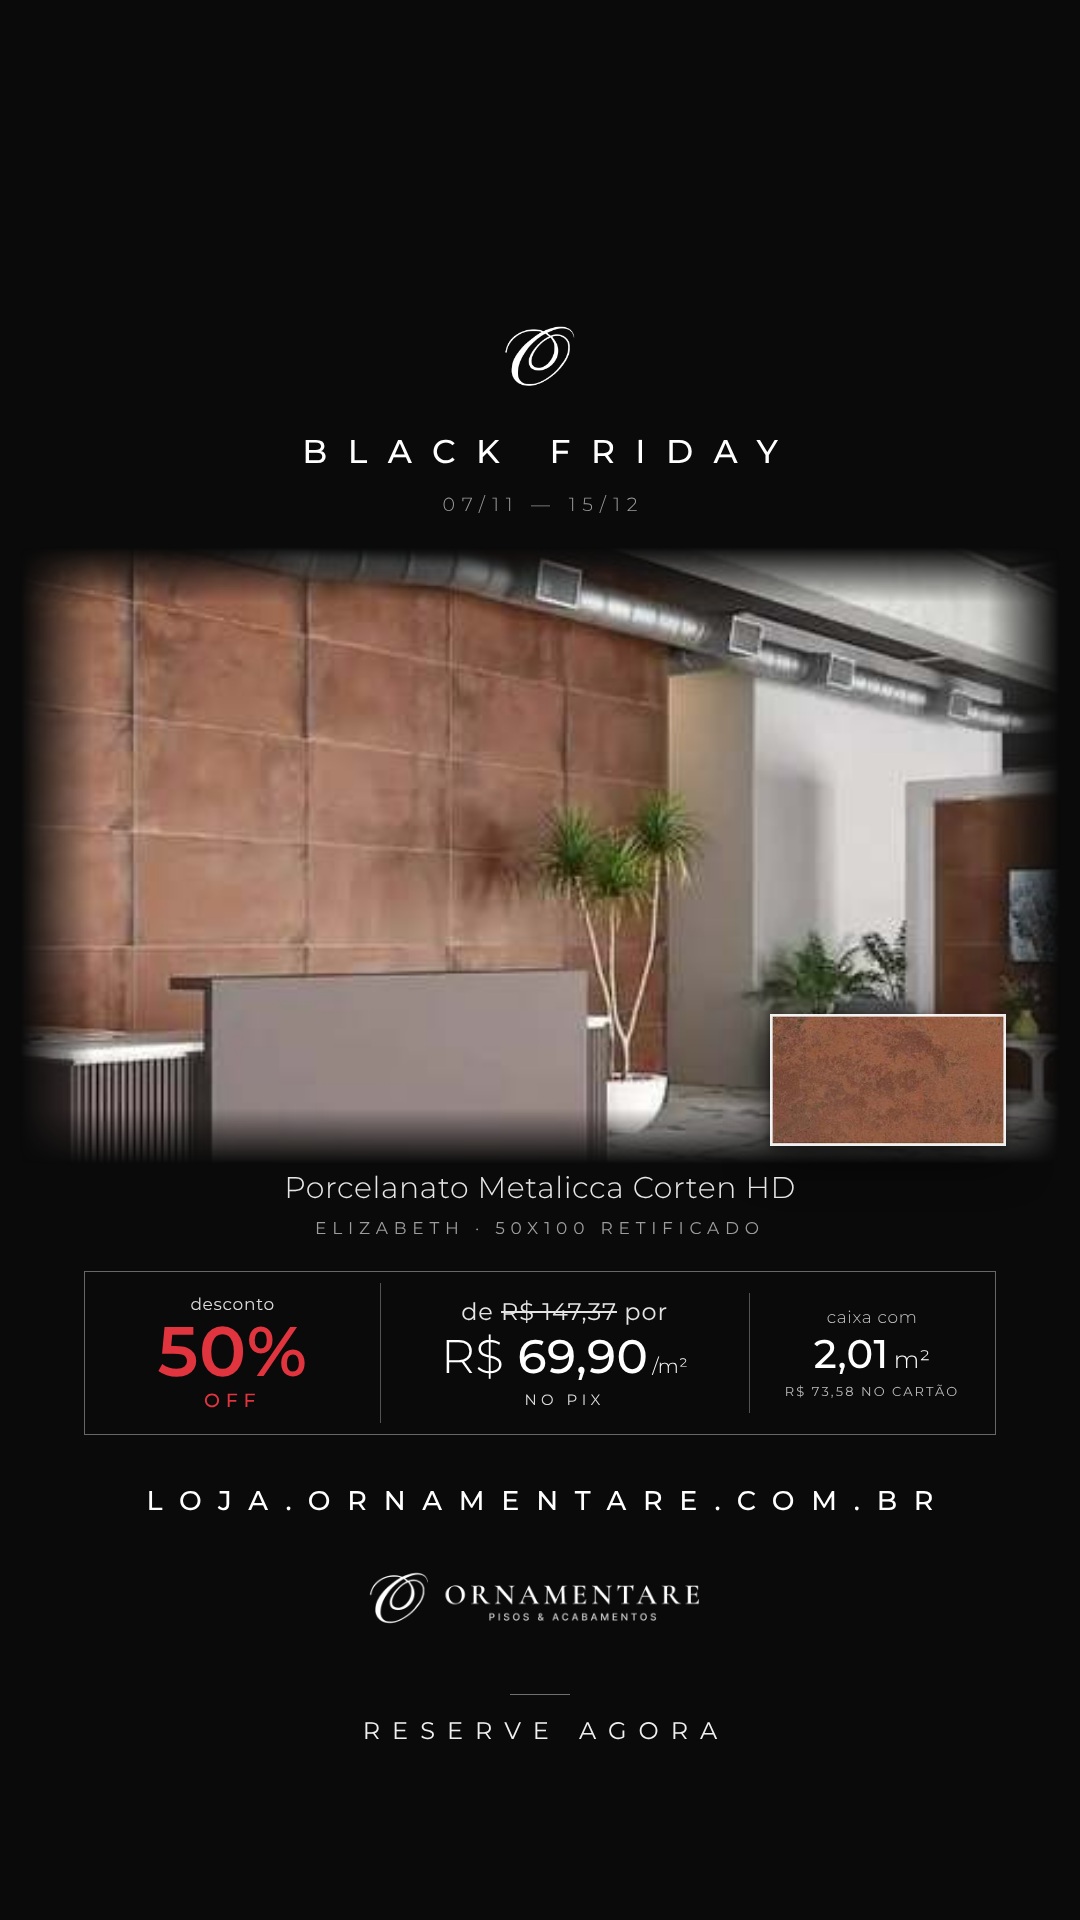 BLACK FRIDAY
07/11 — 15/12
Porcelanato Metalicca Corten HD
ELIZABETH · 50X100 RETIFICADO
desconto
50%
OFF
de R$ 147,37 por
R$ 69,90/m²
NO PIX
caixa com
2,01 m²
R$ 73,58 NO CARTÃO
LOJA.ORNAMENTARE.COM.BR
ORNAMENTARE
PISOS & ACABAMENTOS
RESERVE AGORA